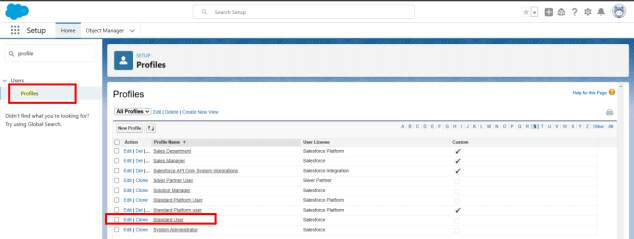 Search Setup
Setup
Home
Object Manager
profile
Users
Profiles
Didn't find what you're looking for?
Try using Global Search.
SETUP
Profiles
Profiles
Help for this Page
All Profiles
Edit | Delete | Create New View
New Profile
A B C D E F G H I J K L M N O P Q R S T U V W X Y Z Other All
Action Profile Name User License Custom
Edit | Del |... Sales Department Salesforce Platform
Edit | Del |... Sales Manager Salesforce
Edit | Del |... Salesforce API Only System Integrations Salesforce Integration
Edit | Clone Silver Partner User Silver Partner
Edit | Clone Solution Manager Salesforce
Edit | Clone Standard Platform User Salesforce Platform
Edit | Del |... Standard Platform user Salesforce Platform
Edit | Clone Standard User Salesforce
Edit | Clone System Administrator Salesforce